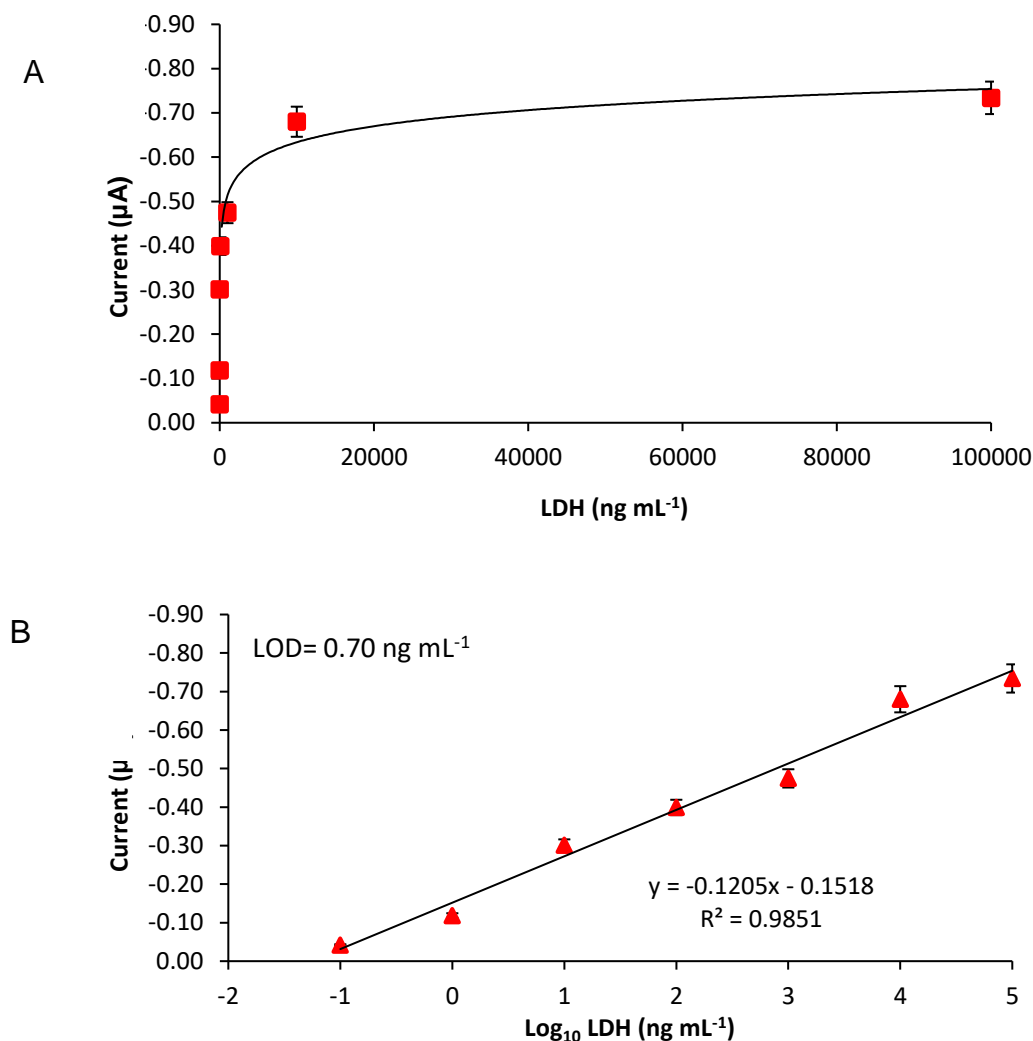 A
-0.90
-0.80
-0.70
-0.60
-0.50
-0.40
-0.30
-0.20
-0.10
0.00
Current (µA)
0 20000 40000 60000 80000 100000
LDH (ng mL⁻¹)
B
-0.90
-0.80
-0.70
-0.60
-0.50
-0.40
-0.30
-0.20
-0.10
0.00
Current (µ
LOD= 0.70 ng mL⁻¹
y = -0.1205x - 0.1518
R² = 0.9851
-2 -1 0 1 2 3 4 5
Log₁₀ LDH (ng mL⁻¹)